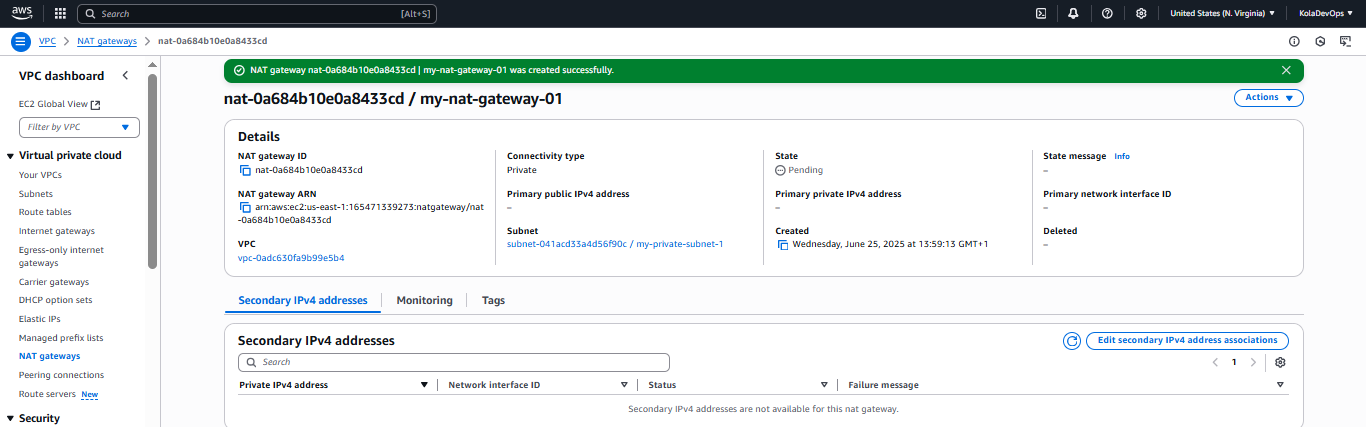 aws
Search [Alt+S]
United States (N. Virginia) KolaDevOps
VPC NAT gateways nat-0a684b10e0a8433cd
VPC dashboard
EC2 Global View
Filter by VPC
Virtual private cloud
Your VPCs
Subnets
Route tables
Internet gateways
Egress-only internet
gateways
Carrier gateways
DHCP option sets
Elastic IPs
Managed prefix lists
NAT gateways
Peering connections
Route servers New
Security
NAT gateway nat-0a684b10e0a8433cd | my-nat-gateway-01 was created successfully.
nat-0a684b10e0a8433cd / my-nat-gateway-01
Actions
Details
NAT gateway ID
nat-0a684b10e0a8433cd
NAT gateway ARN
arn:aws:ec2:us-east-1:165471339273:natgateway/nat
-0a684b10e0a8433cd
VPC
vpc-0adc630fa9b99e5b4
Connectivity type
Private
Primary public IPv4 address
–
Subnet
subnet-041acd33a4d56f90c / my-private-subnet-1
State
Pending
Primary private IPv4 address
–
Created
Wednesday, June 25, 2025 at 13:59:13 GMT+1
State message Info
–
Primary network interface ID
–
Deleted
–
Secondary IPv4 addresses Monitoring Tags
Secondary IPv4 addresses
Edit secondary IPv4 address associations
Search
1
Private IPv4 address Network interface ID Status Failure message
Secondary IPv4 addresses are not available for this nat gateway.